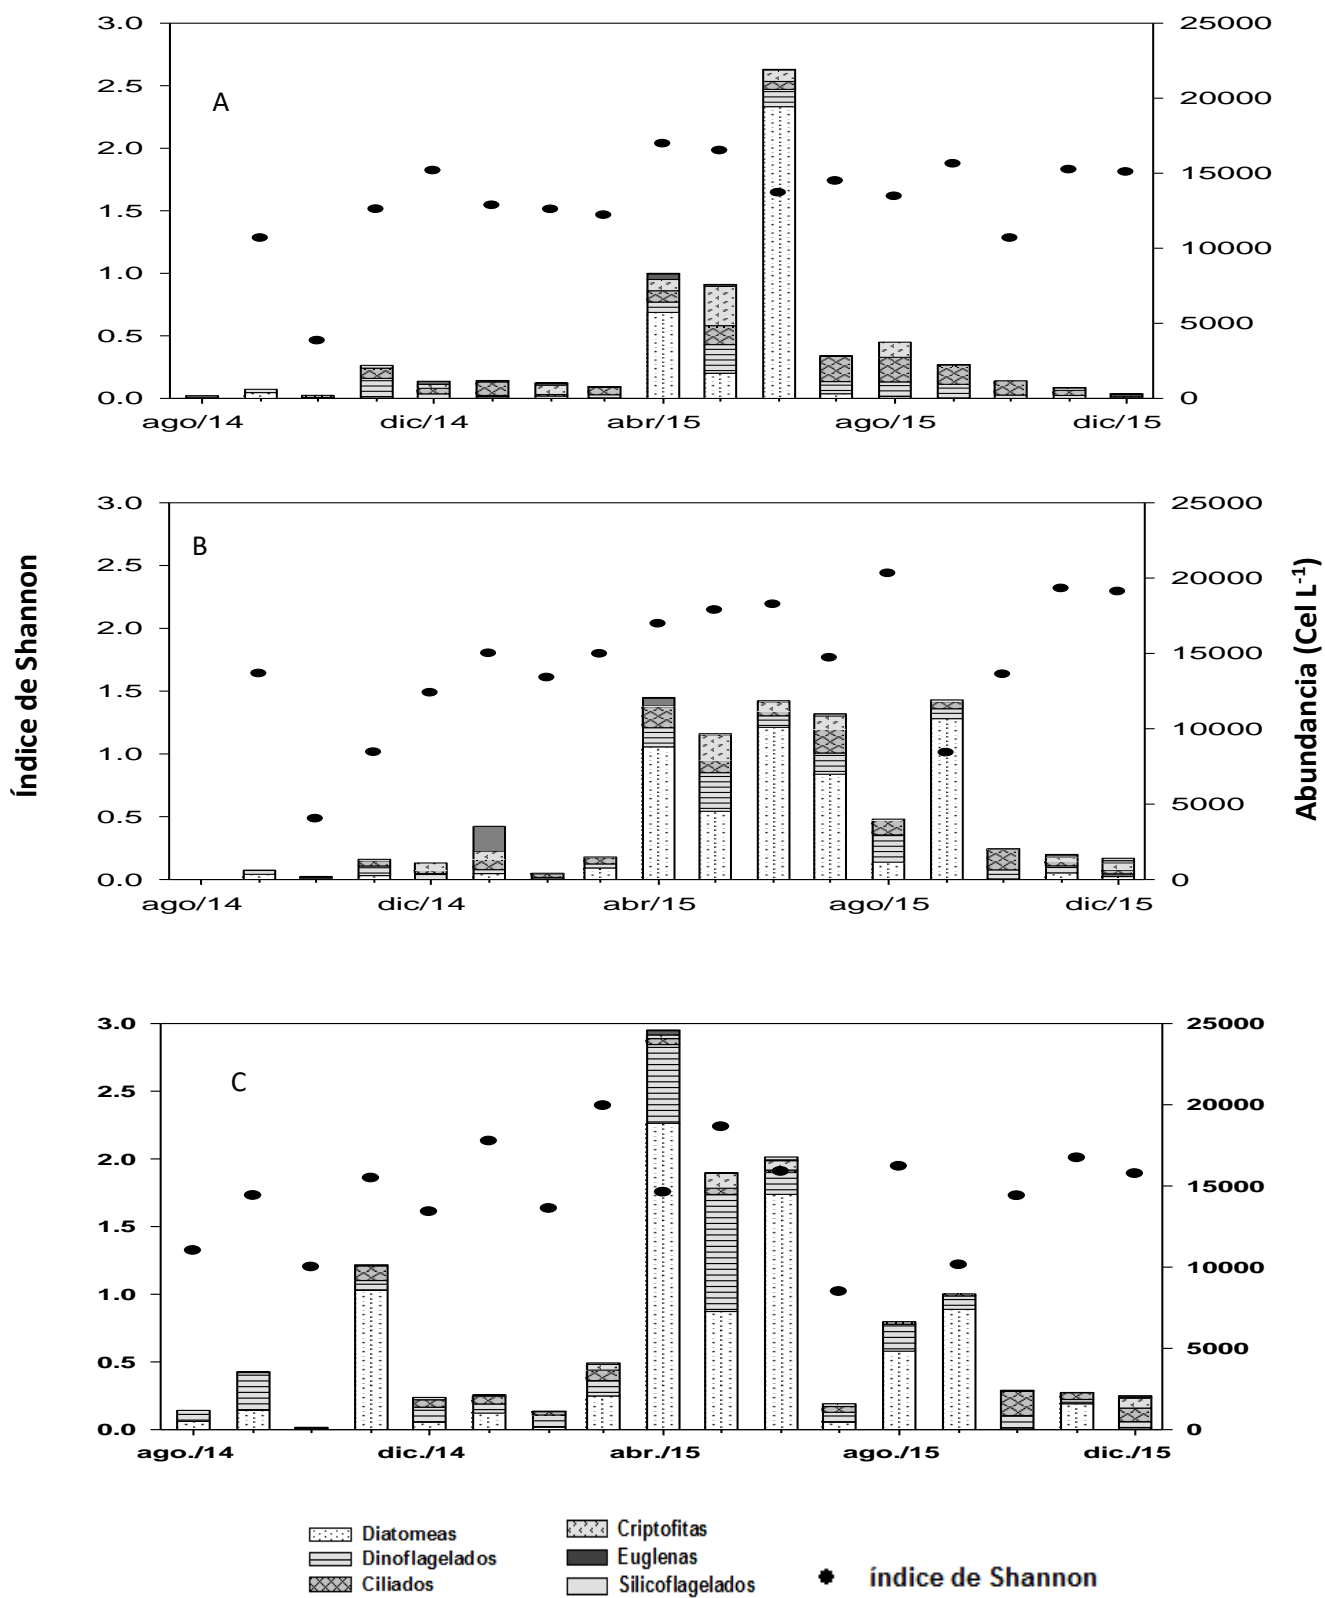 3.0
2.5
2.0
1.5
1.0
0.5
0.0
A
25000
20000
15000
10000
5000
0
ago/14
dic/14
abr/15
ago/15
dic/15
Índice de Shannon
3.0
2.5
2.0
1.5
1.0
0.5
0.0
B
25000
20000
15000
10000
5000
0
Abundancia (Cel L⁻¹)
ago/14
dic/14
abr/15
ago/15
dic/15
3.0
2.5
2.0
1.5
1.0
0.5
0.0
C
25000
20000
15000
10000
5000
0
ago./14
dic./14
abr./15
ago./15
dic./15
Diatomeas
Dinoflagelados
Ciliados
Criptofitas
Euglenas
Silicoflagelados
índice de Shannon